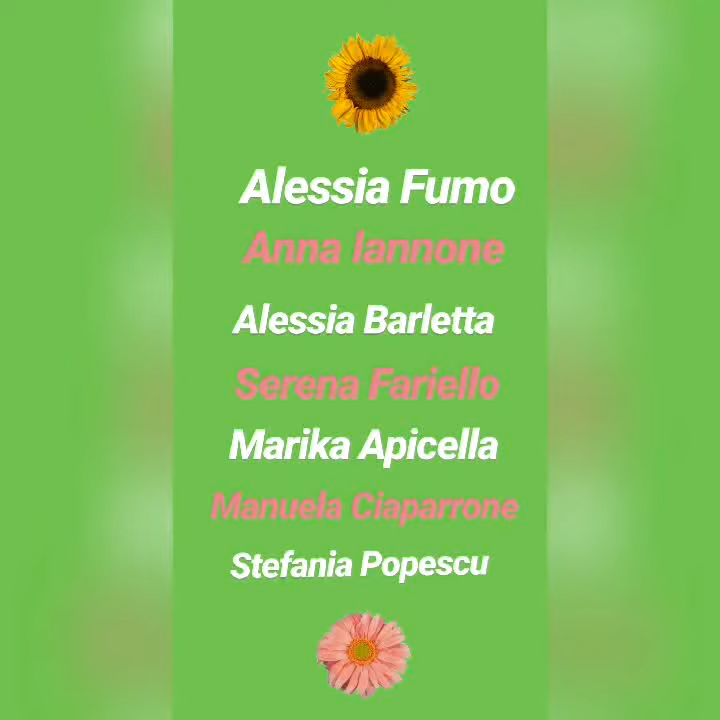 Alessia Fumo
Anna Iannone
Alessia Barletta
Serena Fariello
Marika Apicella
Manuela Ciaparrone
Stefania Popescu